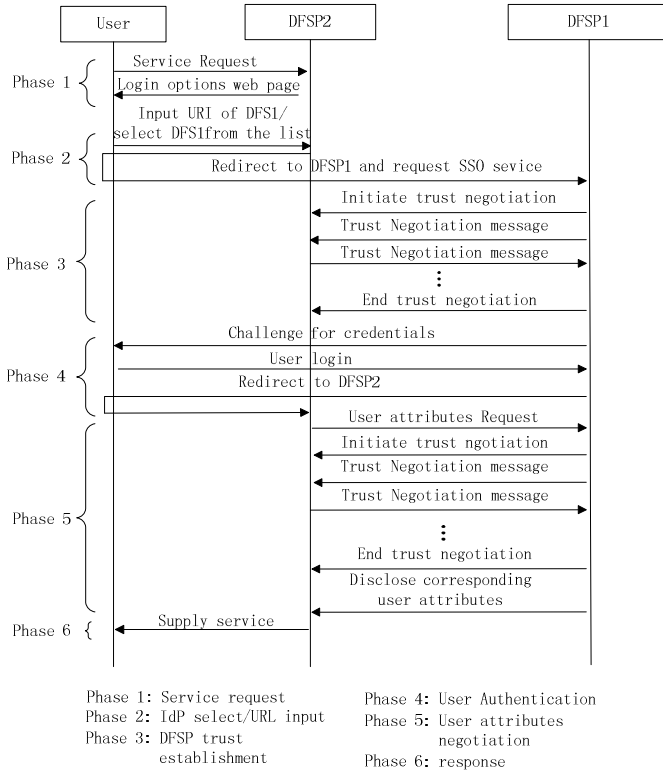 User
DFSP2
DFSP1
Phase 1
Service Request
Login options web page
Input URI of DFS1/
select DFS1from the list
Phase 2
Redirect to DFSP1 and request SSO sevice
Initiate trust negotiation
Trust Negotiation message
Trust Negotiation message
Phase 3
End trust negotiation
Challenge for credentials
User login
Phase 4
Redirect to DFSP2
User attributes Request
Initiate trust ngotiation
Trust Negotiation message
Trust Negotiation message
Phase 5
End trust negotiation
Disclose corresponding
user attributes
Phase 6
Supply service
Phase 1: Service request
Phase 2: IdP select/URL input
Phase 3: DFSP trust
establishment
Phase 4: User Authentication
Phase 5: User attributes
negotiation
Phase 6: response